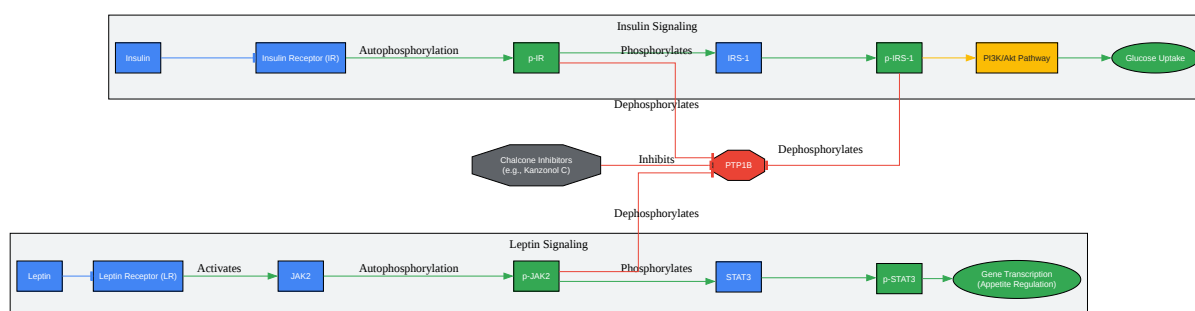 Insulin Signaling
Insulin
Insulin Receptor (IR)
Autophosphorylation
p-IR
Phosphorylates
IRS-1
p-IRS-1
PI3K/Akt Pathway
Glucose Uptake
Dephosphorylates
Chalcone Inhibitors
(e.g., Kanzonol C)
Inhibits
PTP1B
Dephosphorylates
Dephosphorylates
Leptin Signaling
Leptin
Leptin Receptor (LR)
Activates
JAK2
Autophosphorylation
p-JAK2
Phosphorylates
STAT3
p-STAT3
Gene Transcription
(Appetite Regulation)